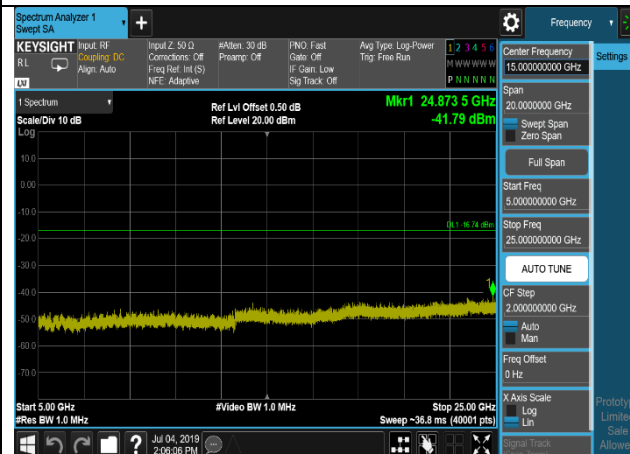 Spectrum Analyzer 1
Swept SA
+
Frequency
KEYSIGHT
RL
LXI
Input: RF
Coupling: DC
Align: Auto
Input Z: 50 Ω
Corrections: Off
Freq Ref: Int (S)
NFE: Adaptive
#Atten: 30 dB
Preamp: Off
PNO: Fast
Gate: Off
IF Gain: Low
Sig Track: Off
Avg Type: Log-Power
Trig: Free Run
1 2 3 4 5 6
M W W W W W
P N N N N N
1 Spectrum
Scale/Div 10 dB
Log
Ref Lvl Offset 0.50 dB
Ref Level 20.00 dBm
Mkr1 24.873 5 GHz
-41.79 dBm
10.0
0.00
-10.0
DL1 -16.74 dBm
-20.0
-30.0
-40.0
1
-50.0
-60.0
-70.0
Start 5.00 GHz
#Res BW 1.0 MHz
#Video BW 1.0 MHz
Stop 25.00 GHz
Sweep ~36.8 ms (40001 pts)
Jul 04, 2019
2:06:06 PM
Center Frequency
15.000000000 GHz
Settings
Span
20.0000000 GHz
Swept Span
Zero Span
Full Span
Start Freq
5.000000000 GHz
Stop Freq
25.000000000 GHz
AUTO TUNE
CF Step
2.000000000 GHz
Auto
Man
Freq Offset
0 Hz
X Axis Scale
Log
Lin
Signal Track